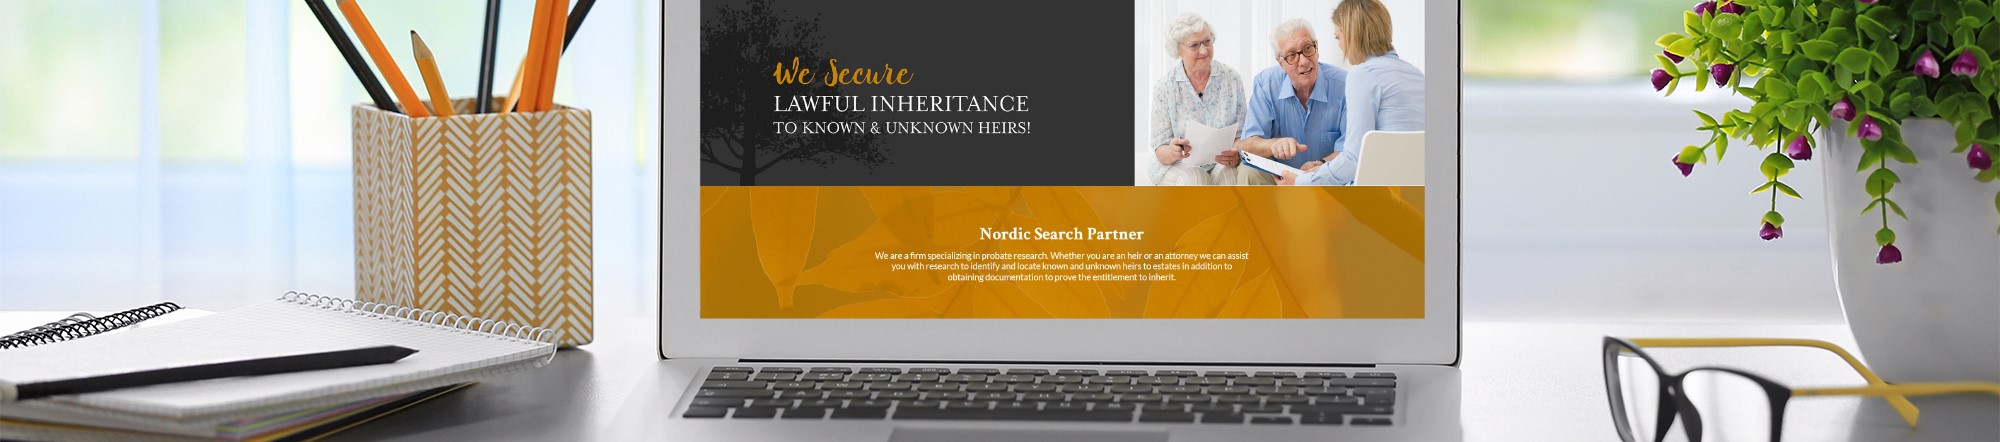 We Secure
LAWFUL INHERITANCE
TO KNOWN & UNKNOWN HEIRS!
Nordic Search Partner
We are a firm specializing in probate research. Whether you are an heir or an attorney we can assist
you with research to identify and locate known and unknown heirs to estates in addition to
obtaining documentation to prove the entitlement to inherit.